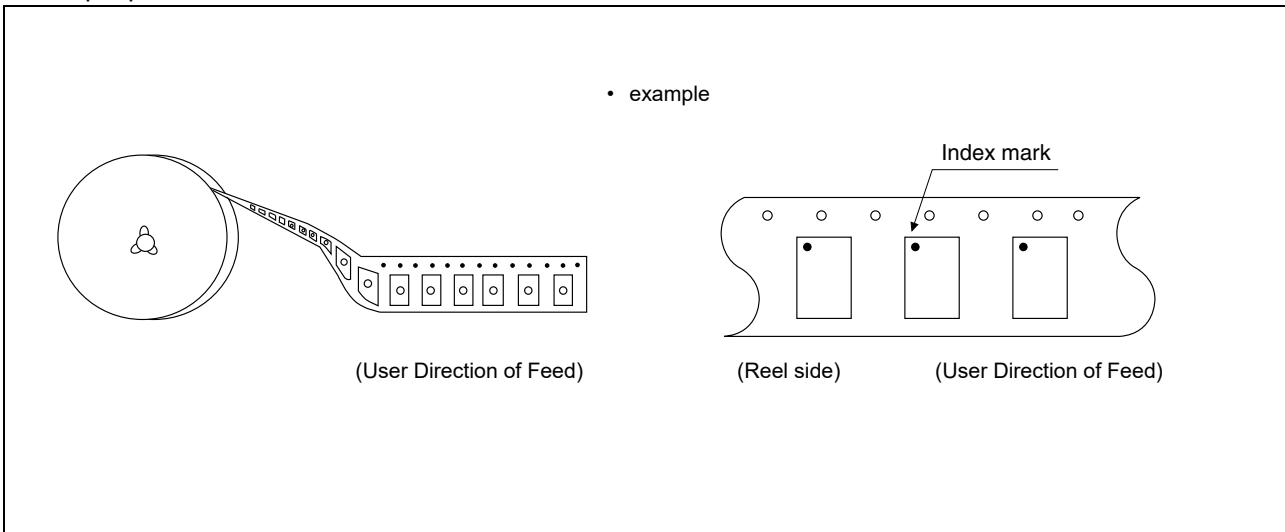 • example
Index mark
(User Direction of Feed)
(Reel side)
(User Direction of Feed)